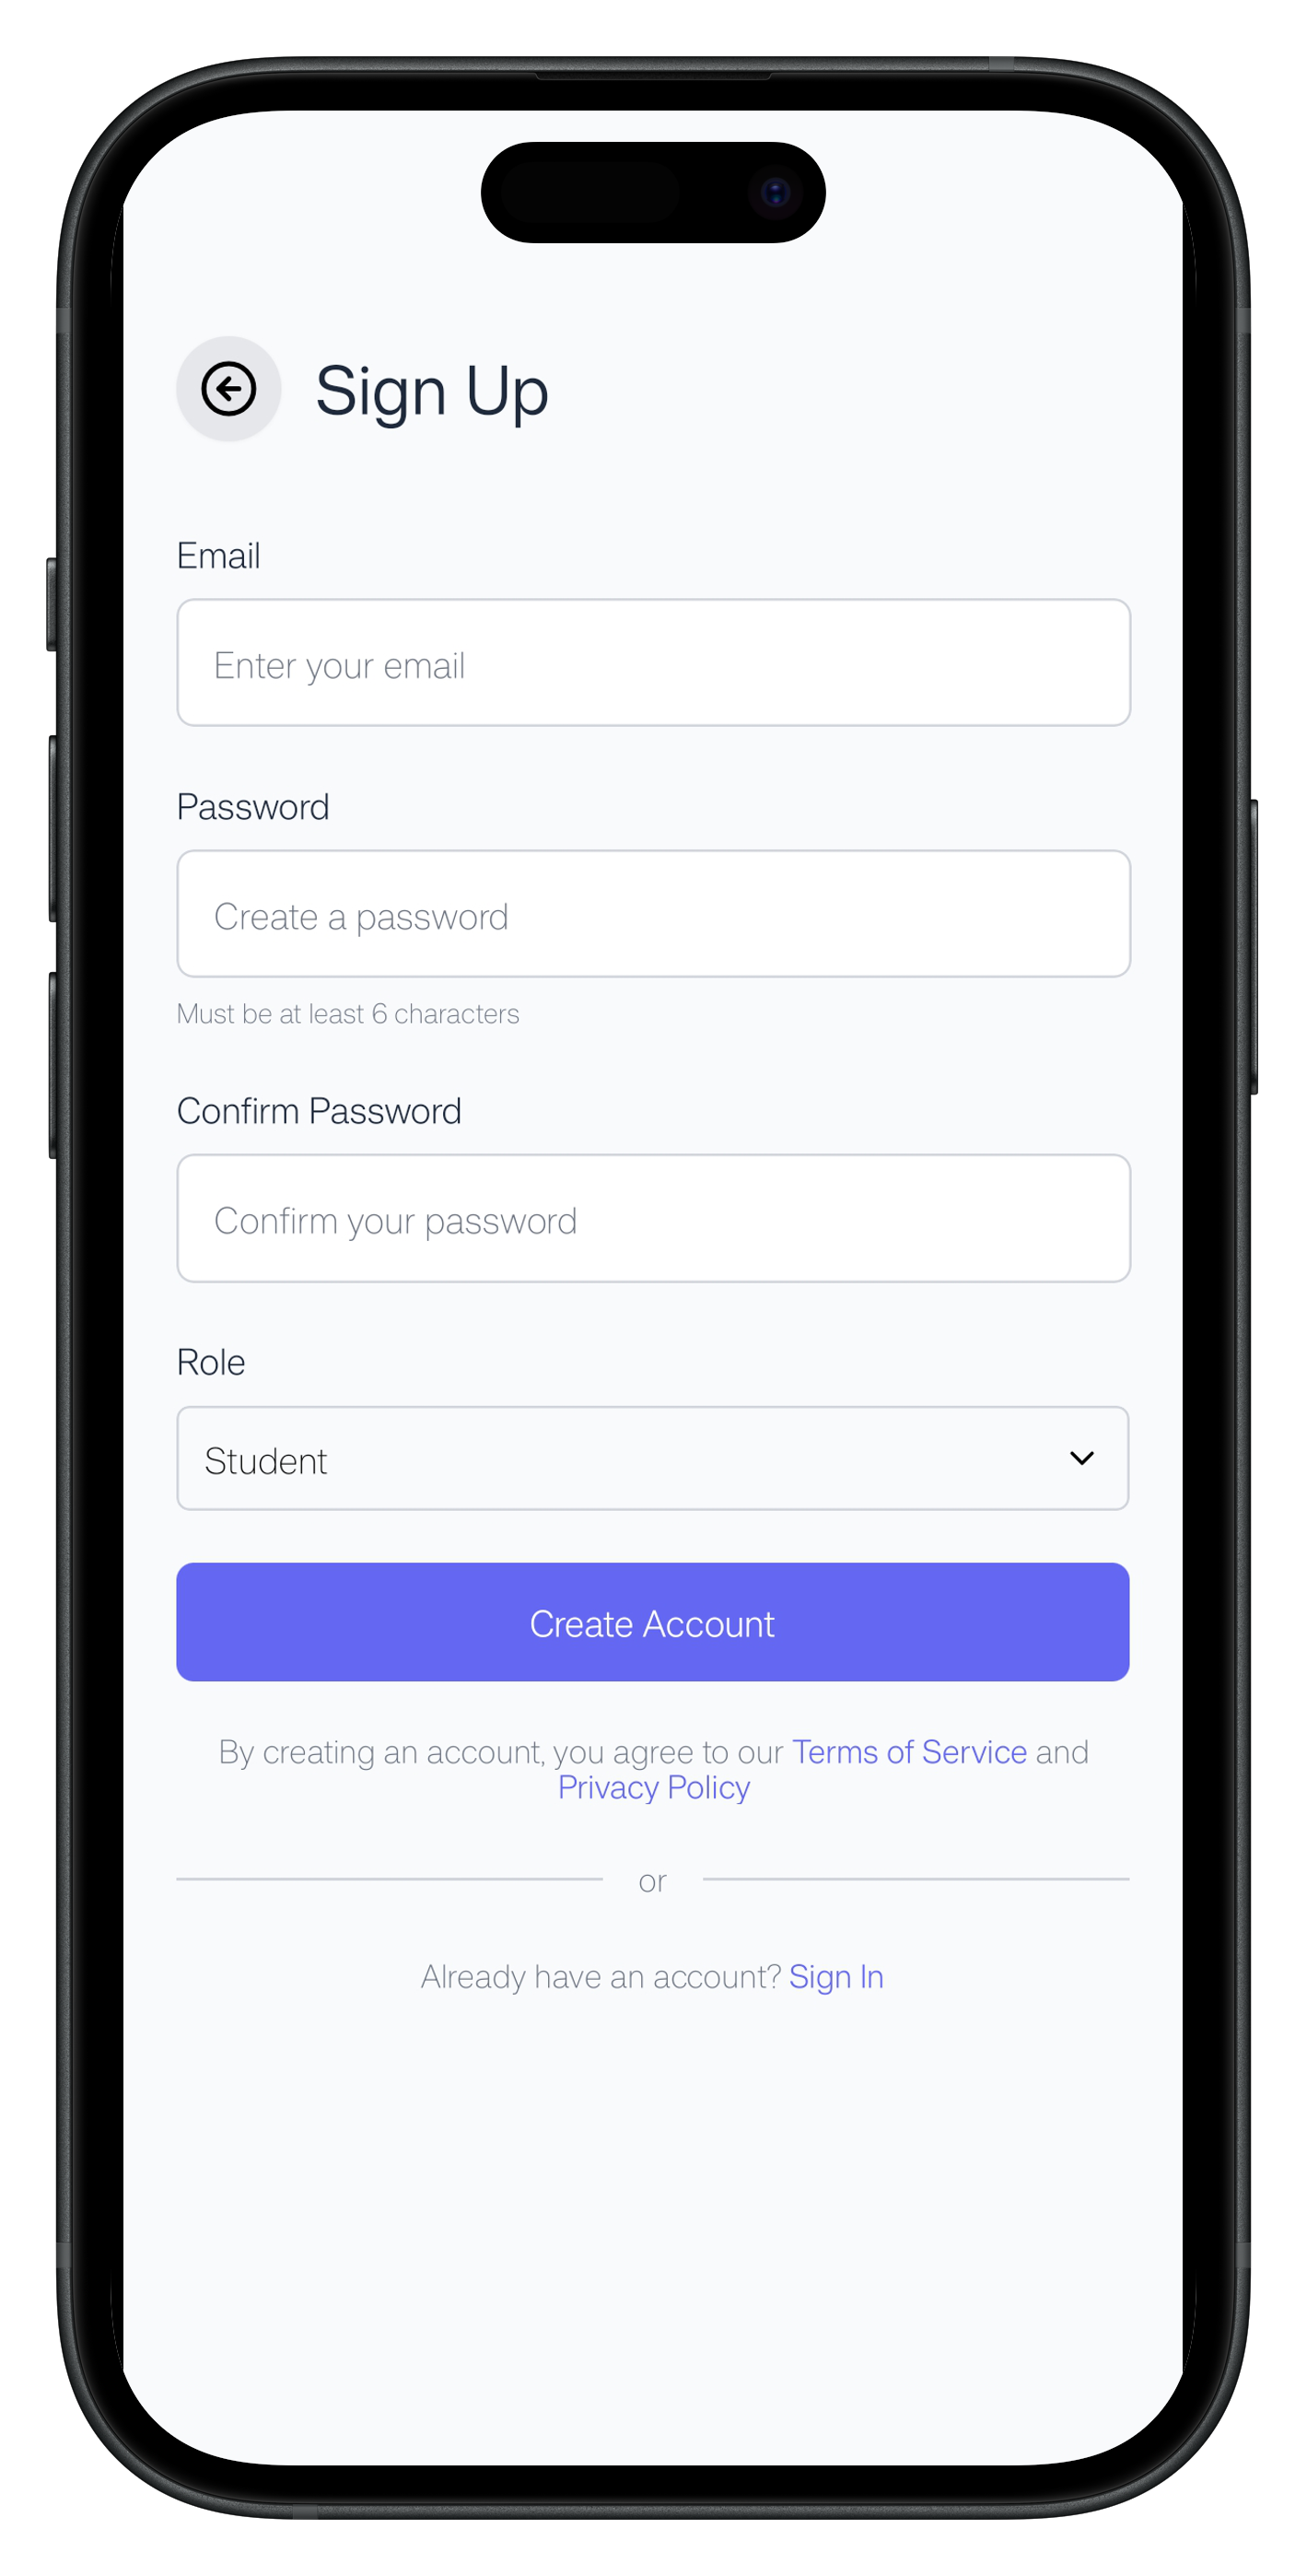 Sign Up
Email
Enter your email
Password
Create a password
Must be at least 6 characters
Confirm Password
Confirm your password
Role
Student
Create Account
By creating an account, you agree to our Terms of Service and
Privacy Policy
or
Already have an account? Sign In